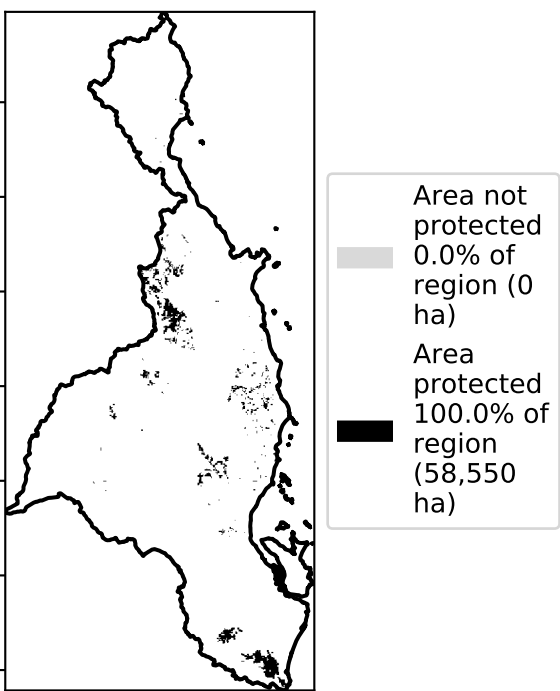 Area not
protected
0.0% of
region (0
ha)
Area
protected
100.0% of
region
(58,550
ha)